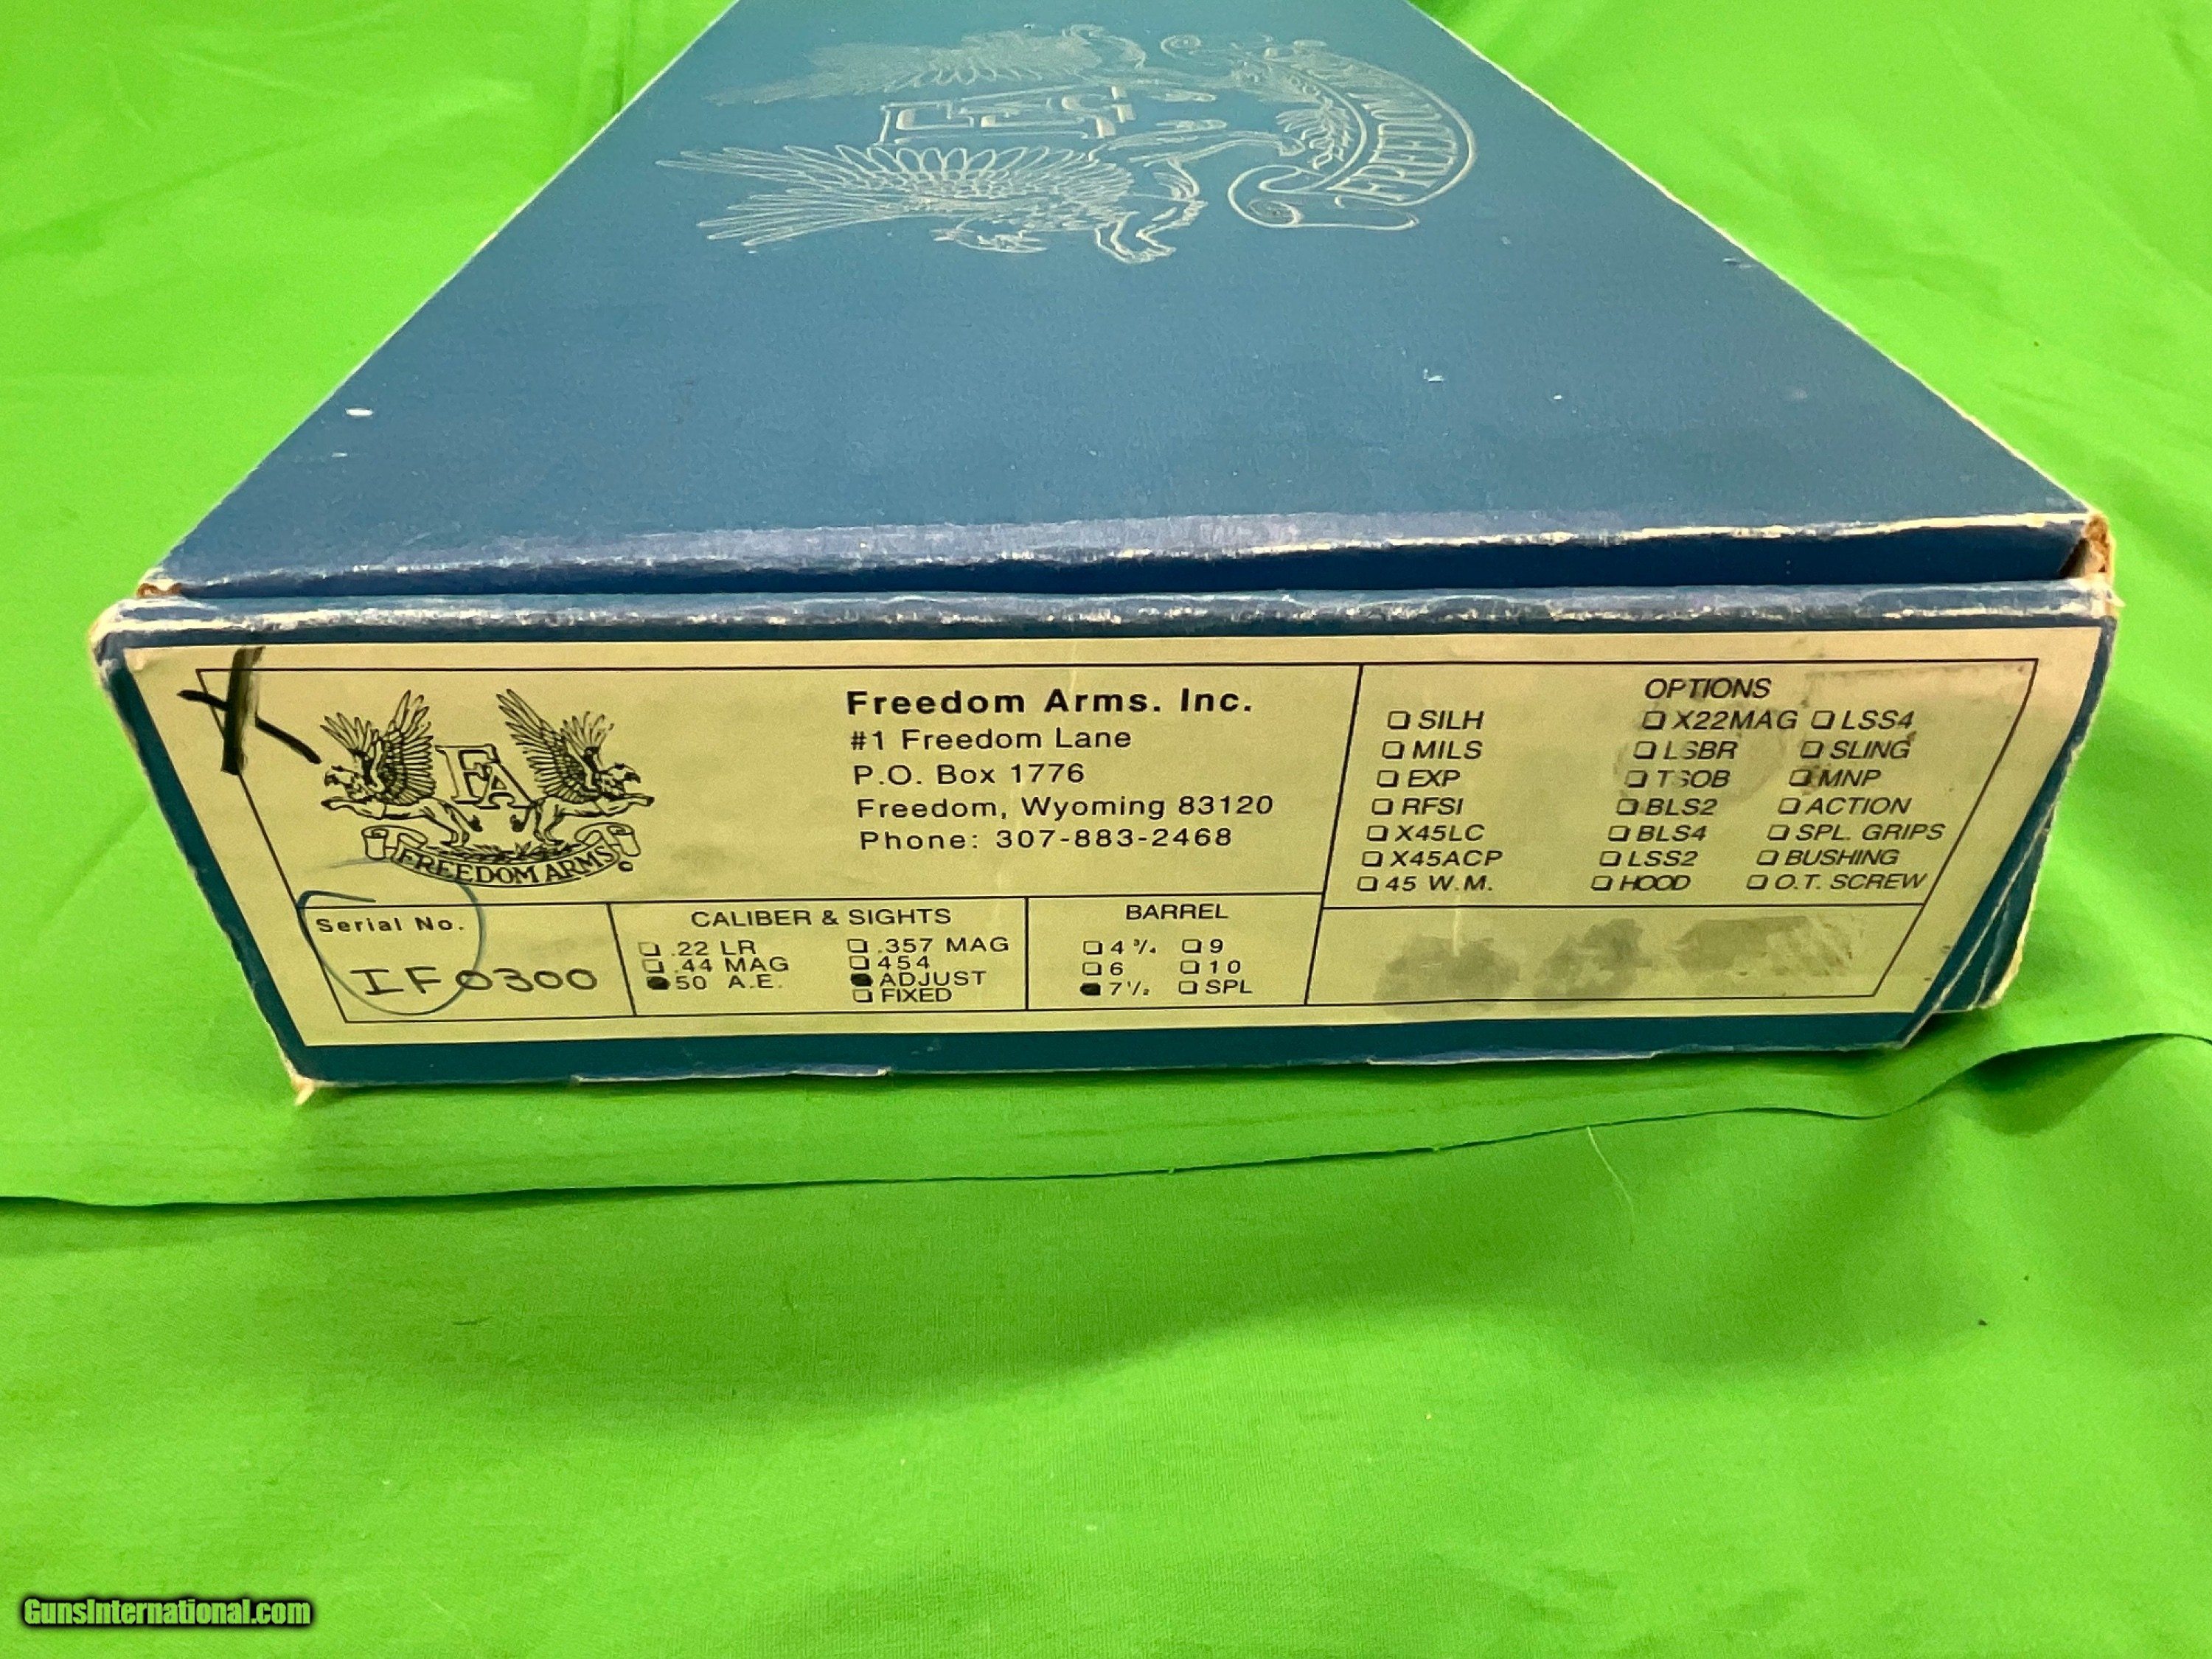 FREEDOM
FA
FREEDOM ARMS
Freedom Arms. Inc.
#1 Freedom Lane
P.O. Box 1776
Freedom, Wyoming 83120
Phone: 307-883-2468
OPTIONS
SILH X22MAG LSS4
MILS LSBR SLING
EXP TSOB MNP
RFSI BLS2 ACTION
X45LC BLS4 SPL. GRIPS
X45ACP LSS2 BUSHING
45 W.M. HOOD O.T. SCREW
Serial No.
IF0300
CALIBER & SIGHTS
.22 LR .357 MAG
.44 MAG 454
50 A.E. ADJUST
FIXED
BARREL
4 3/4 9
6 10
7 1/2 SPL
GunsInternational.com